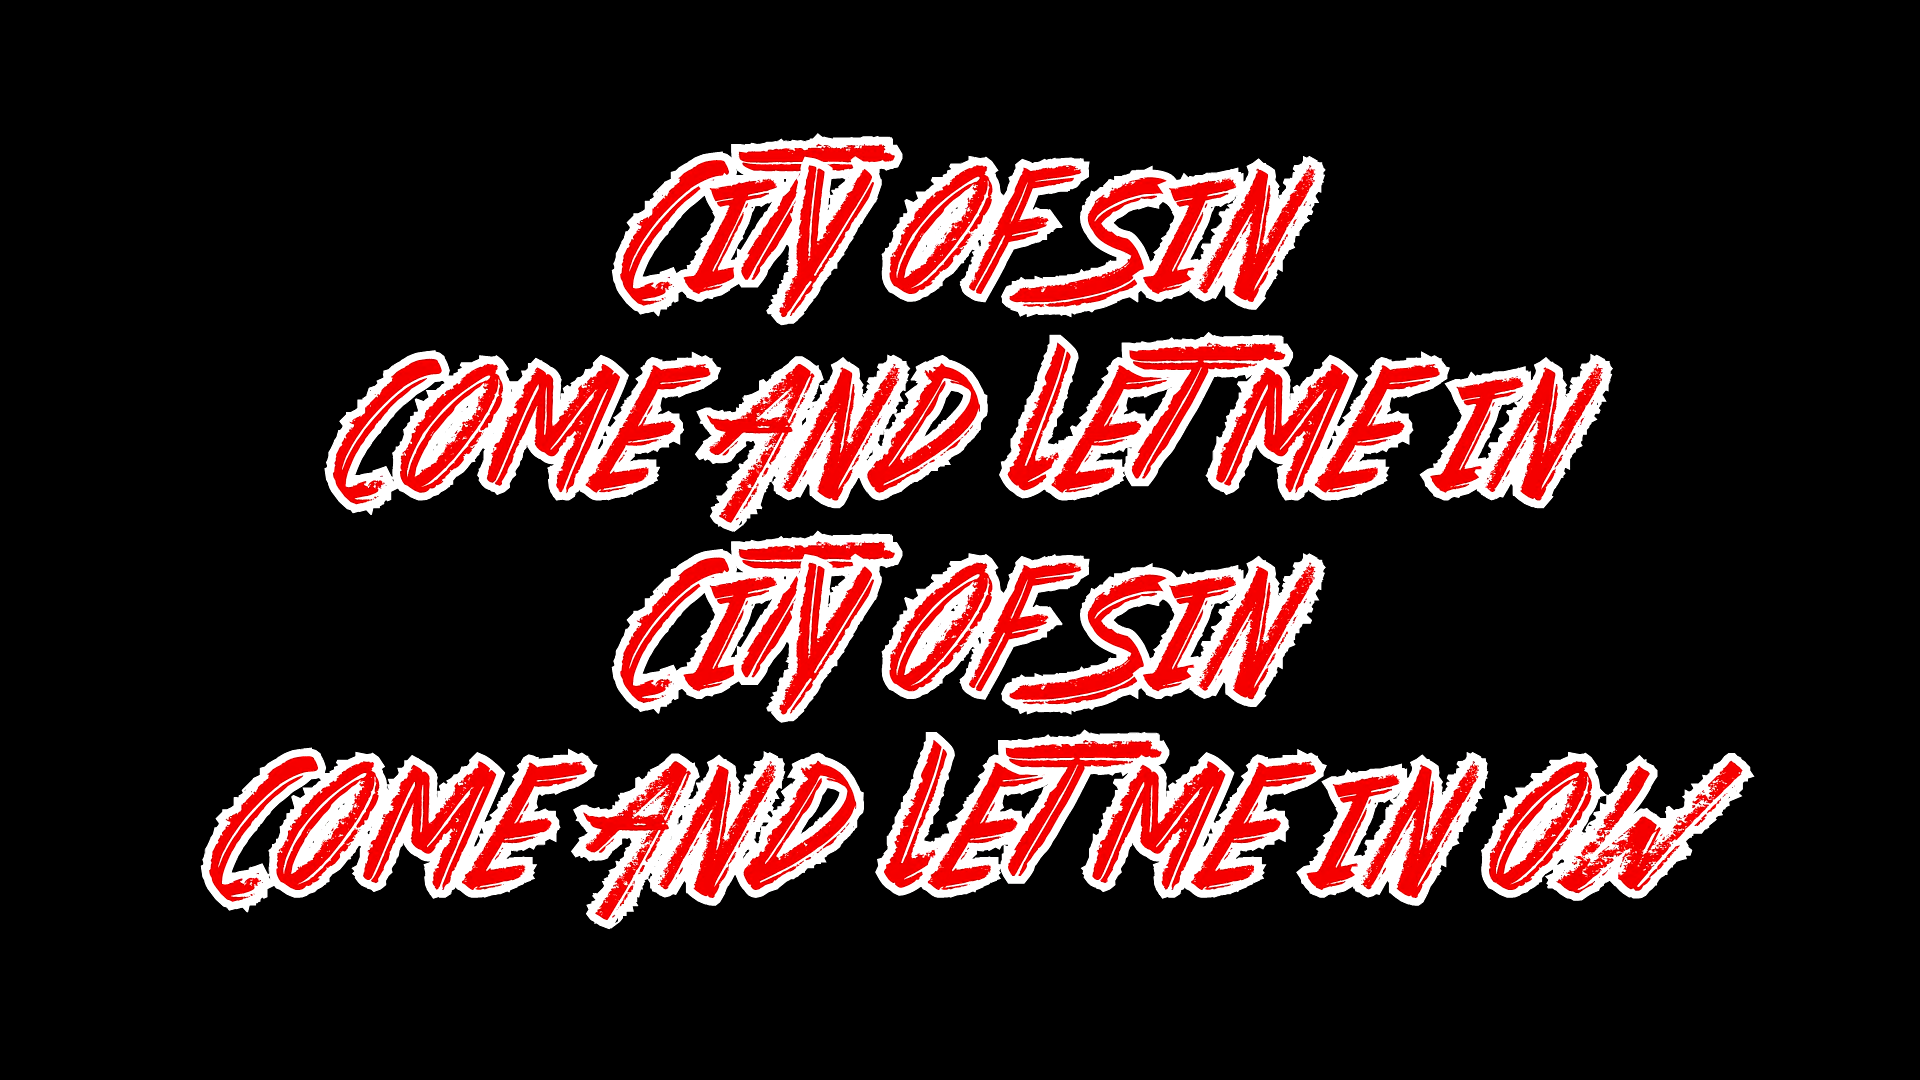 CITY OF SIN
COME AND LET ME IN
CITY OF SIN
COME AND LET ME IN OW